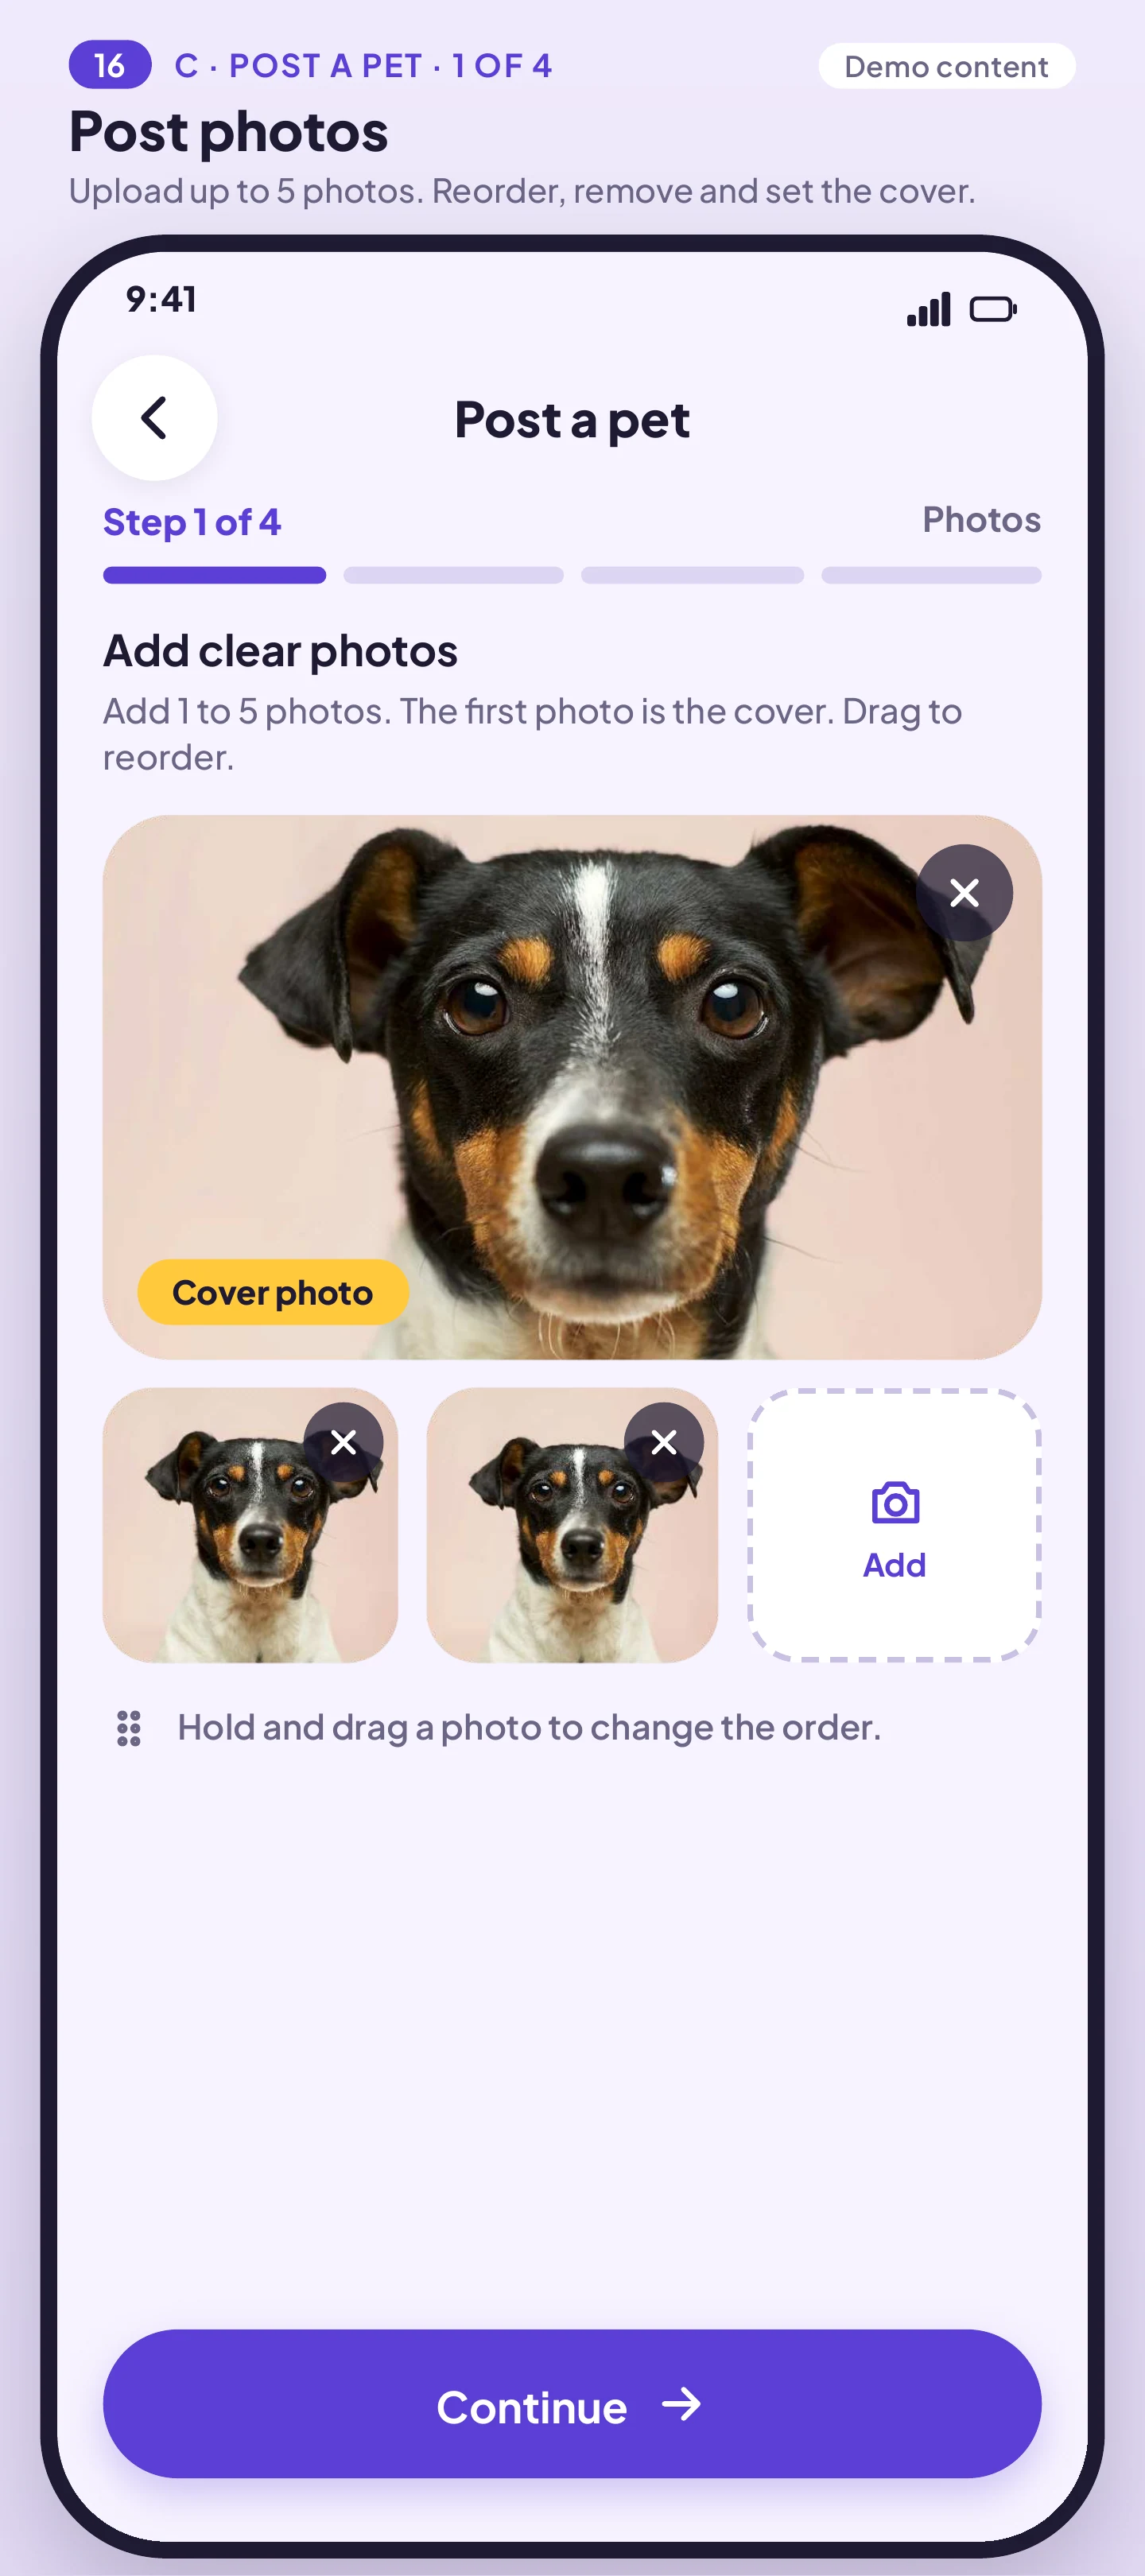 16 C · POST A PET · 1 OF 4 Demo content
Post photos
Upload up to 5 photos. Reorder, remove and set the cover.
9:41
Post a pet
Step 1 of 4 Photos
Add clear photos
Add 1 to 5 photos. The first photo is the cover. Drag to
reorder.
Cover photo
Add
Hold and drag a photo to change the order.
Continue →